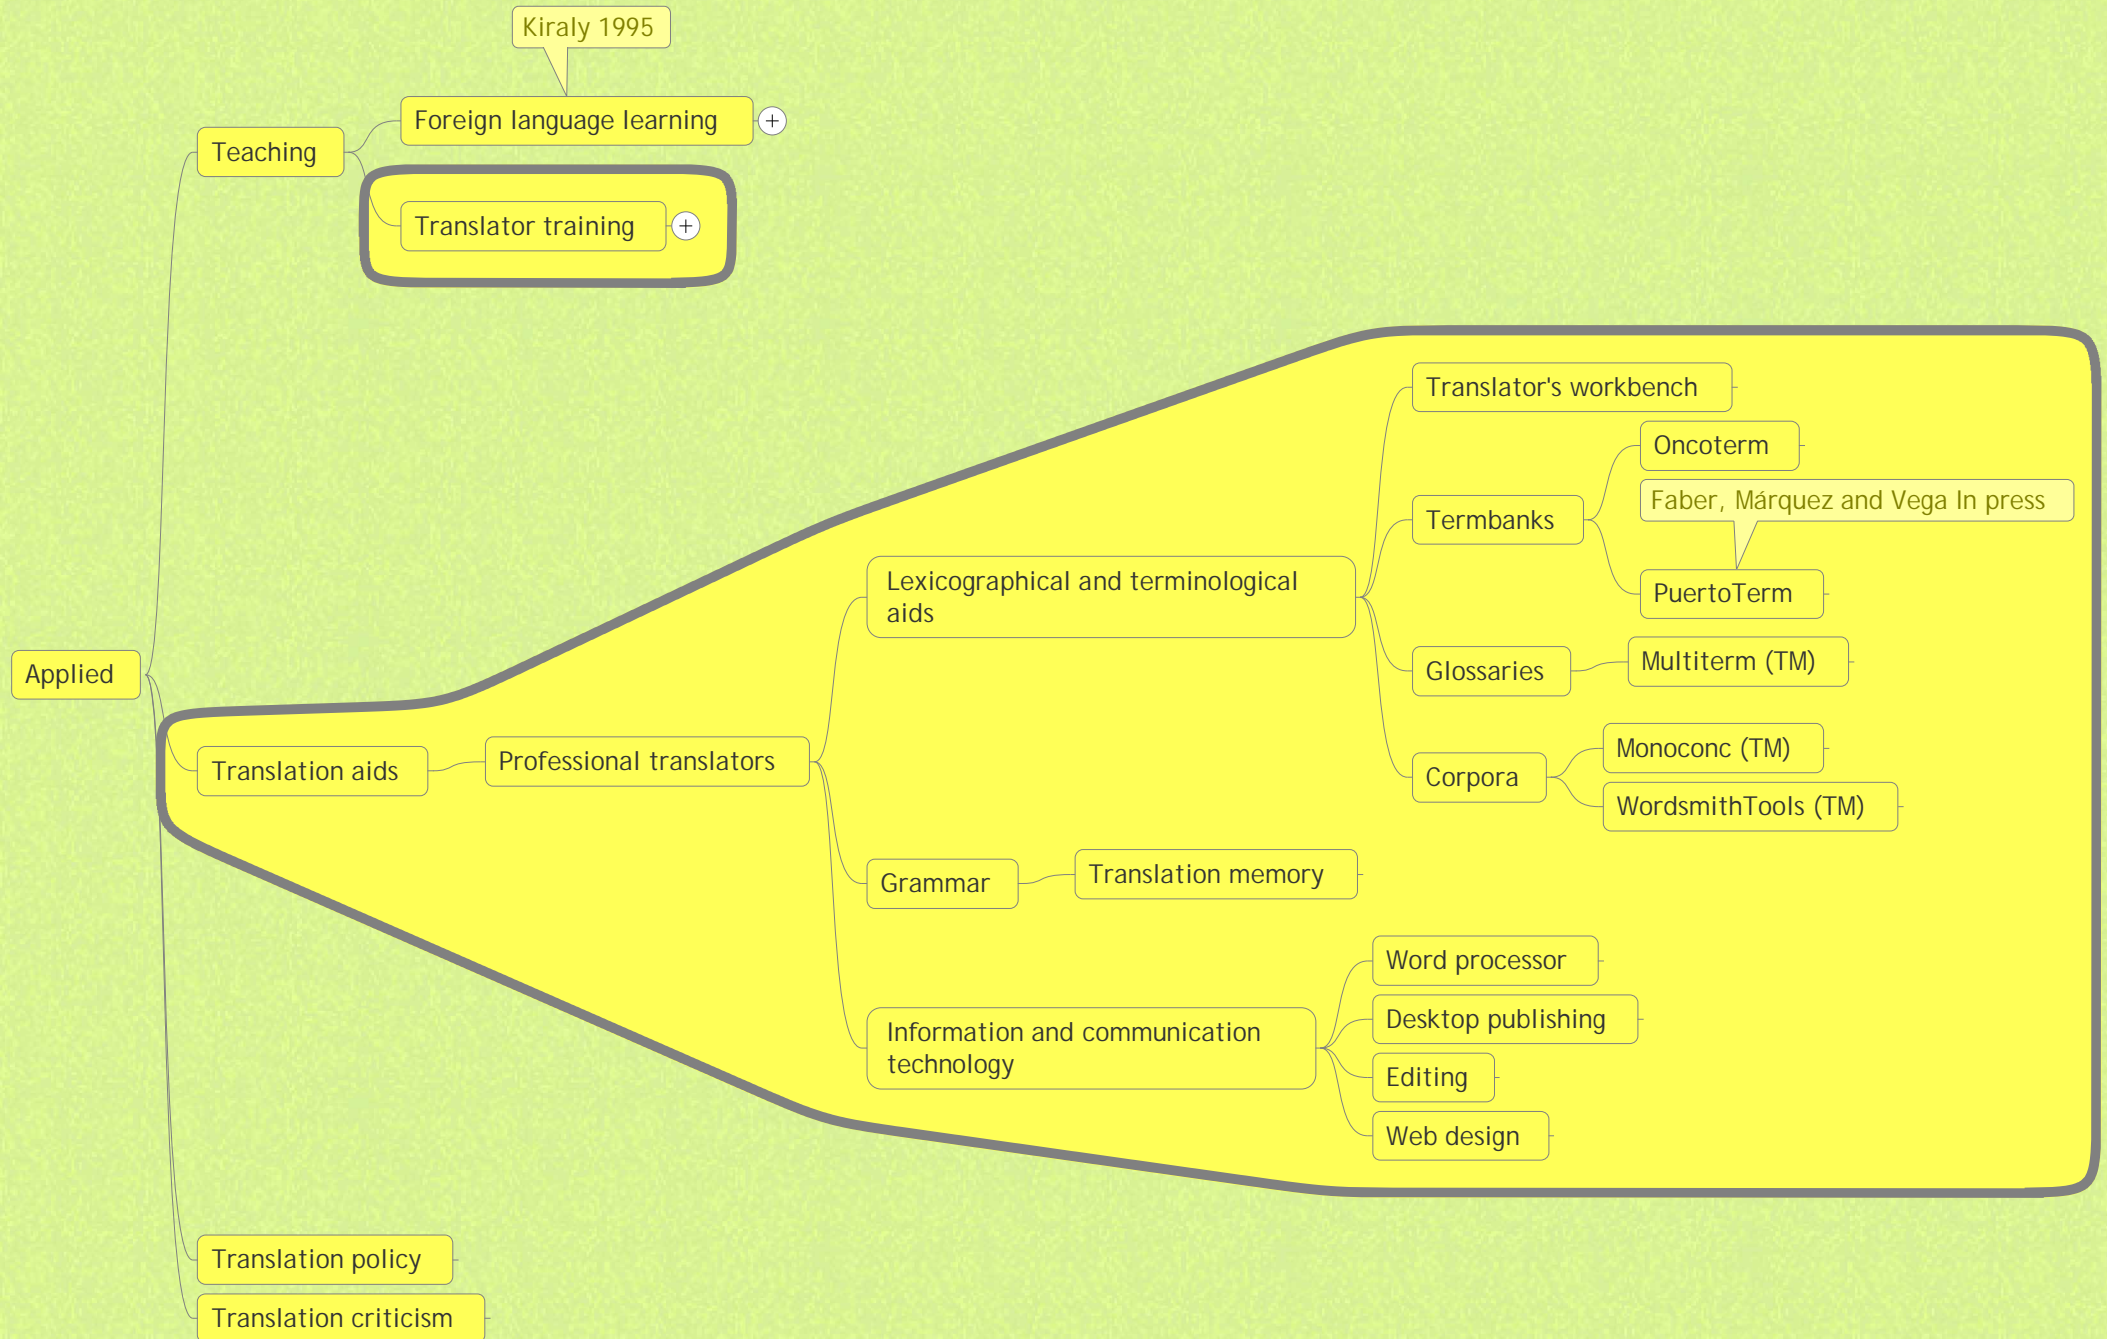 Kiraly 1995
Foreign language learning
Teaching
Translator training
Translator's workbench
Oncoterm
Faber, Márquez and Vega In press
Termbanks
Lexicographical and terminological
aids
PuertoTerm
Glossaries
Multiterm (TM)
Applied
Translation aids
Professional translators
Monoconc (TM)
Corpora
WordsmithTools (TM)
Grammar
Translation memory
Word processor
Information and communication
technology
Desktop publishing
Editing
Web design
Translation policy
Translation criticism